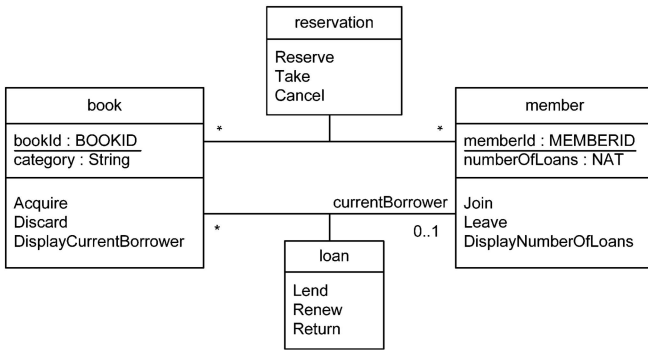 reservation
Reserve
Take
Cancel
book
bookId : BOOKID
category : String
Acquire
Discard
DisplayCurrentBorrower
*
*
member
memberId : MEMBERID
numberOfLoans : NAT
Join
Leave
DisplayNumberOfLoans
currentBorrower
*
0..1
loan
Lend
Renew
Return